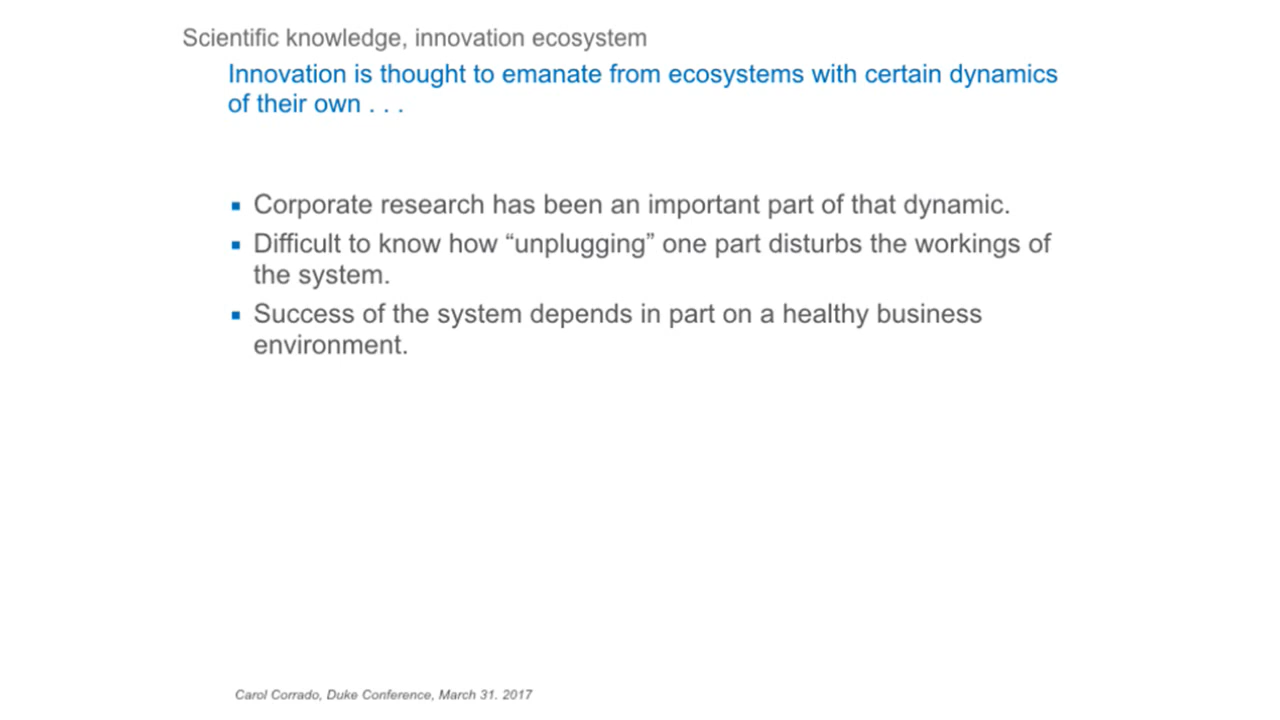 Scientific knowledge, innovation ecosystem
Innovation is thought to emanate from ecosystems with certain dynamics
of their own . . .
▪ Corporate research has been an important part of that dynamic.
▪ Difficult to know how “unplugging” one part disturbs the workings of
the system.
▪ Success of the system depends in part on a healthy business
environment.
Carol Corrado, Duke Conference, March 31. 2017